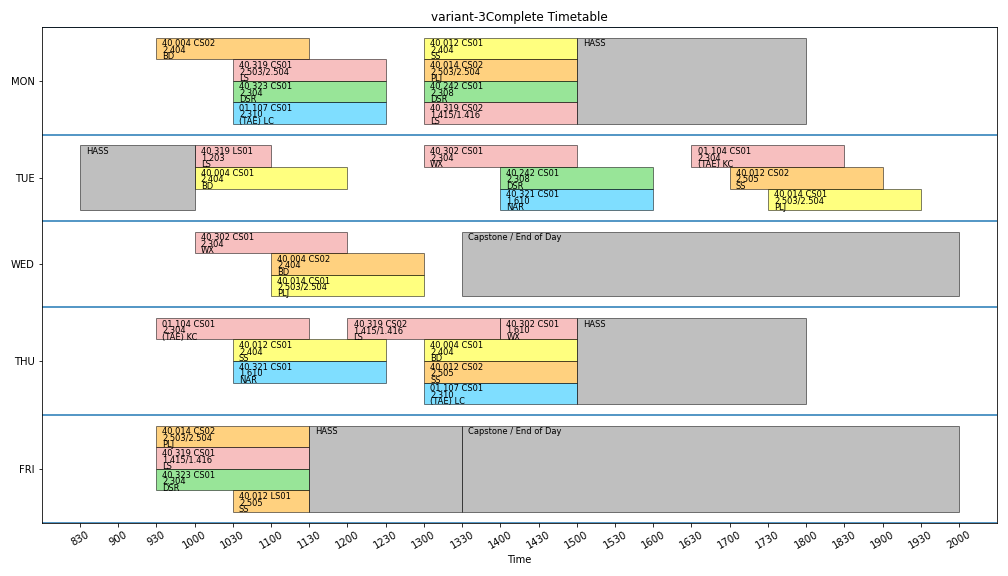 variant-3Complete Timetable
MON
40.004 CS02
2.404
BD
40.319 CS01
2.503/2.504
LS
40.323 CS01
2.304
DSR
01.107 CS01
2.310
(TAE) LC
40.012 CS01
2.404
SS
40.014 CS02
2.503/2.504
PLJ
40.242 CS01
2.308
DSR
40.319 CS02
1.415/1.416
LS
HASS
TUE
HASS
40.319 LS01
1.203
LS
40.004 CS01
2.404
BD
40.302 CS01
2.304
WX
40.242 CS01
2.308
DSR
40.321 CS01
1.610
NAR
01.104 CS01
2.304
(TAE) KC
40.012 CS02
2.505
SS
40.014 CS01
2.503/2.504
PLJ
WED
40.302 CS01
2.304
WX
40.004 CS02
2.404
BD
40.014 CS01
2.503/2.504
PLJ
Capstone / End of Day
THU
01.104 CS01
2.304
(TAE) KC
40.012 CS01
2.404
SS
40.321 CS01
1.610
NAR
40.319 CS02
1.415/1.416
LS
40.302 CS01
1.610
WX
40.004 CS01
2.404
BD
40.012 CS02
2.505
SS
01.107 CS01
2.310
(TAE) LC
HASS
FRI
40.014 CS02
2.503/2.504
PLJ
40.319 CS01
1.415/1.416
LS
40.323 CS01
2.304
DSR
40.012 LS01
2.505
SS
HASS
Capstone / End of Day
830 900 930 1000 1030 1100 1130 1200 1230 1300 1330 1400 1430 1500 1530 1600 1630 1700 1730 1800 1830 1900 1930 2000
Time